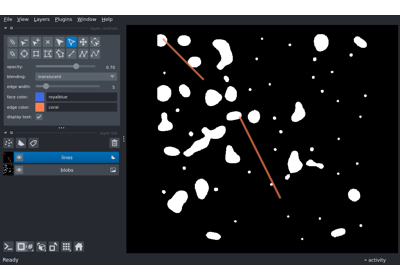 File View Layers Plugins Window Help
opacity: 0.70
blending: translucent
edge width: 5
face color: royalblue
edge color: coral
display text:
lines
blobs
Ready
activity